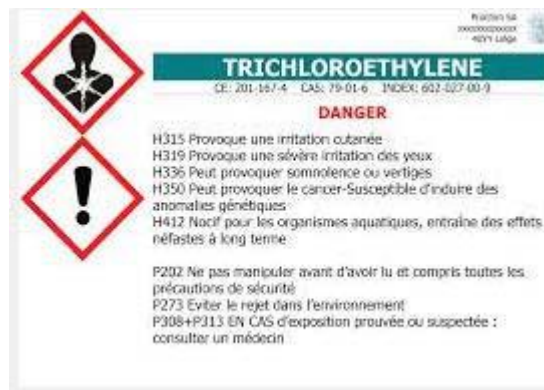 TRICHLOROETHYLENE
CE: 201-167-4 CAS: 79-01-6 INDEX: 602-027-00-9
DANGER
H315 Provoque une irritation cutanée
H319 Provoque une sévère irritation des yeux
H336 Peut provoquer somnolence ou vertiges
H350 Peut provoquer le cancer-Susceptible d'induire des
anomalies génétiques
H412 Nocif pour les organismes aquatiques, entraîne des effets
néfastes à long terme
P202 Ne pas manipuler avant d'avoir lu et compris toutes les
précautions de sécurité
P273 Eviter le rejet dans l'environnement
P308+P313 EN CAS d'exposition prouvée ou suspectée :
consulter un médecin